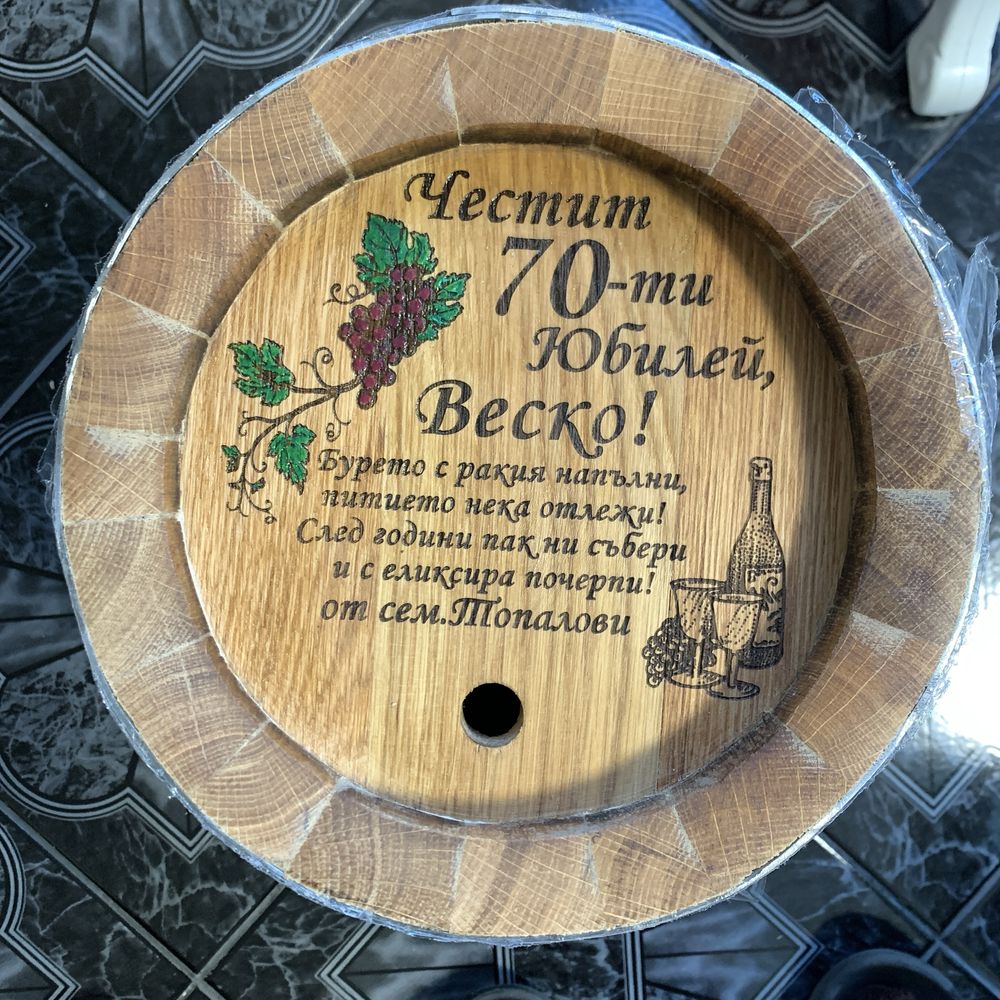 Честит
70-ти
Юбилей,
Веско!
Бурето с ракия напълни,
питието нека отлежи!
След години пак ни събери
и с еликсира почерпи!
от сем.Топалови